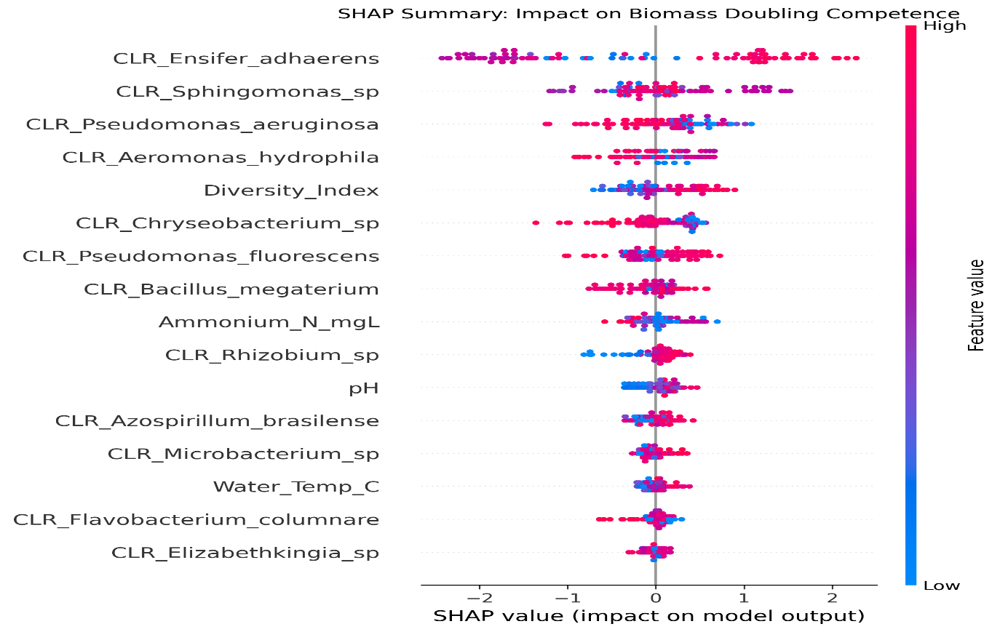 SHAP Summary: Impact on Biomass Doubling Competence
High
CLR_Ensifer_adhaerens
CLR_Sphingomonas_sp
CLR_Pseudomonas_aeruginosa
CLR_Aeromonas_hydrophila
Diversity_Index
CLR_Chryseobacterium_sp
CLR_Pseudomonas_fluorescens
CLR_Bacillus_megaterium
Ammonium_N_mgL
CLR_Rhizobium_sp
pH
CLR_Azospirillum_brasilense
CLR_Microbacterium_sp
Water_Temp_C
CLR_Flavobacterium_columnare
CLR_Elizabethkingia_sp
Feature value
Low
−2 −1 0 1 2
SHAP value (impact on model output)